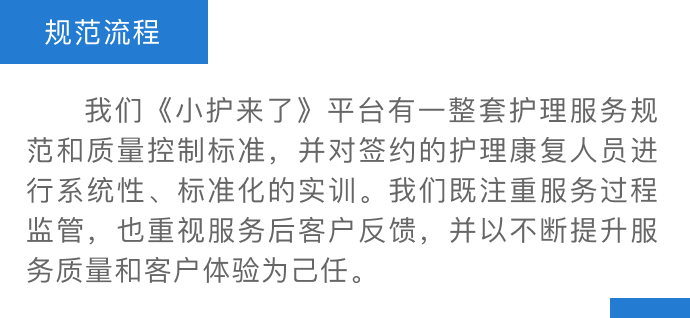 规范流程
我们《小护来了》平台有一整套护理服务规
范和质量控制标准，并对签约的护理康复人员进
行系统性、标准化的实训。我们既注重服务过程
监管，也重视服务后客户反馈，并以不断提升服
务质量和客户体验为己任。